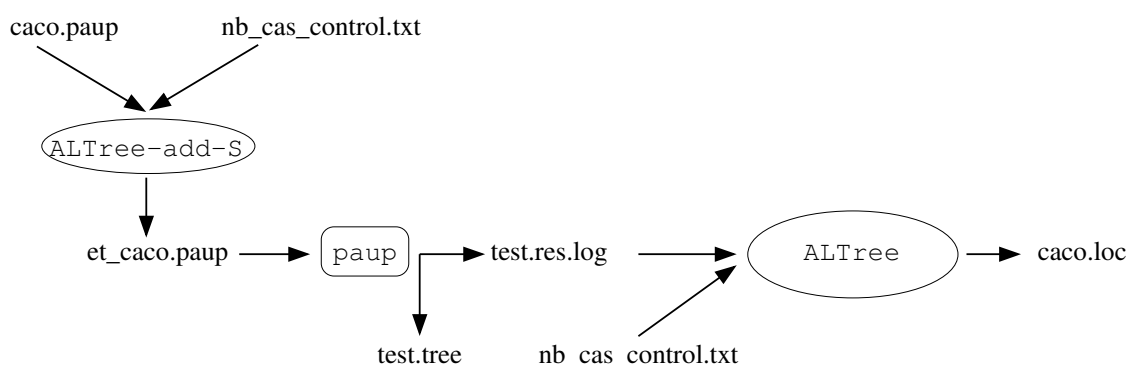 caco.paup
nb_cas_control.txt
ALTree-add-S
et_caco.paup
paup
test.res.log
ALTree
caco.loc
test.tree
nb cas control.txt